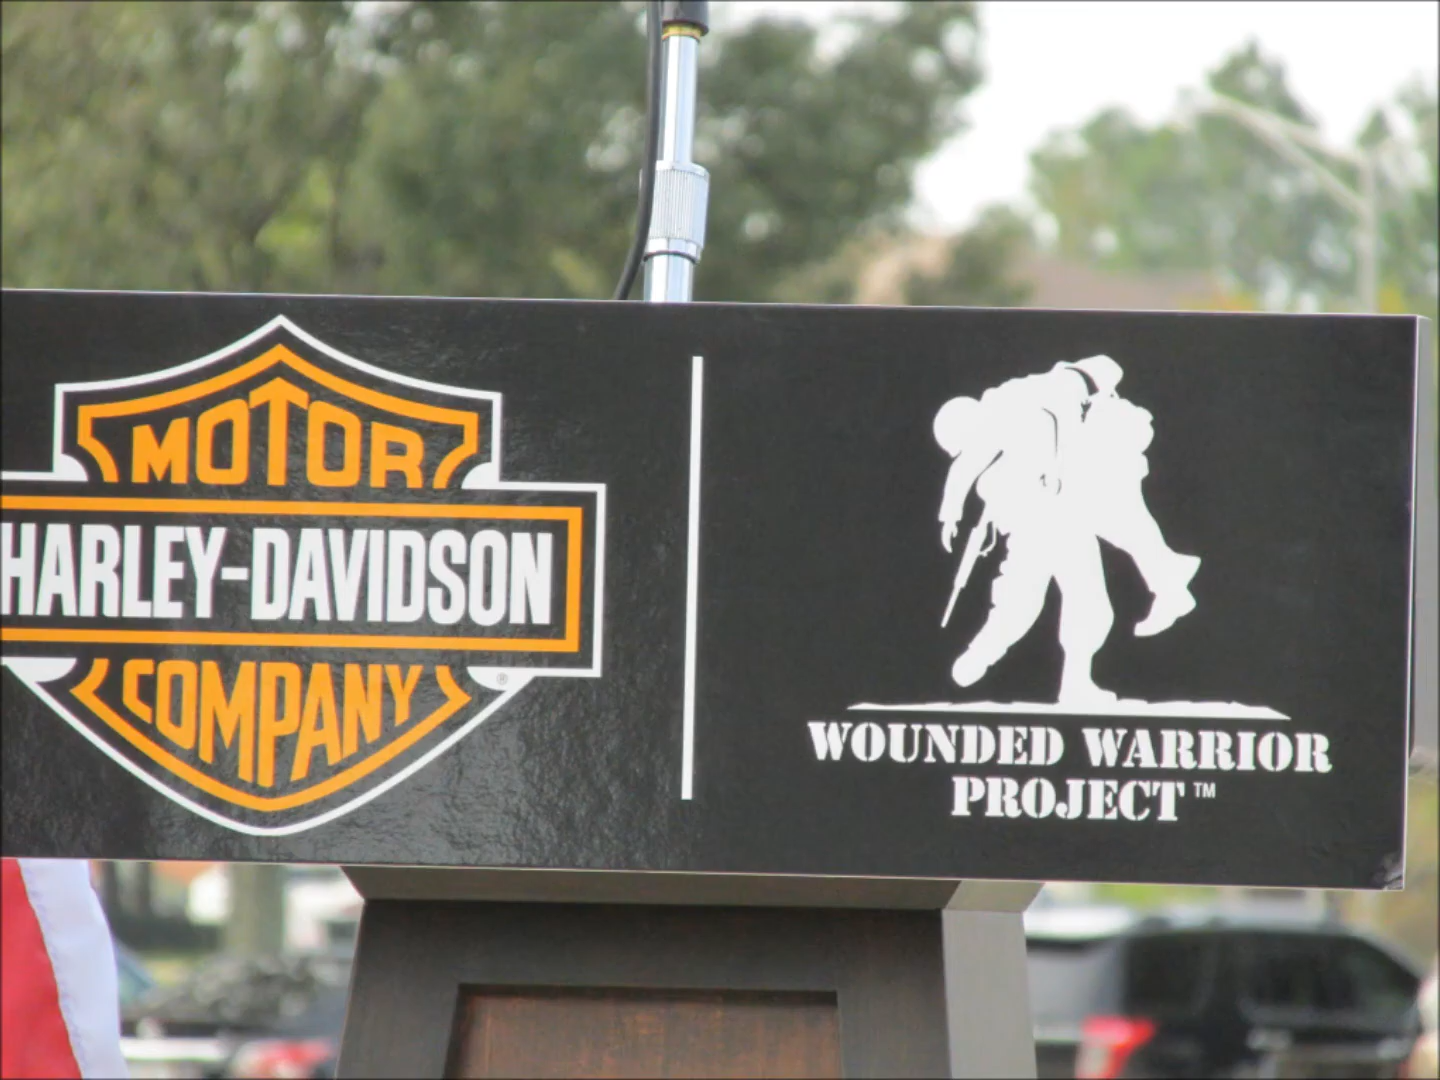 MOTOR
HARLEY-DAVIDSON
COMPANY
®
WOUNDED WARRIOR
PROJECT™